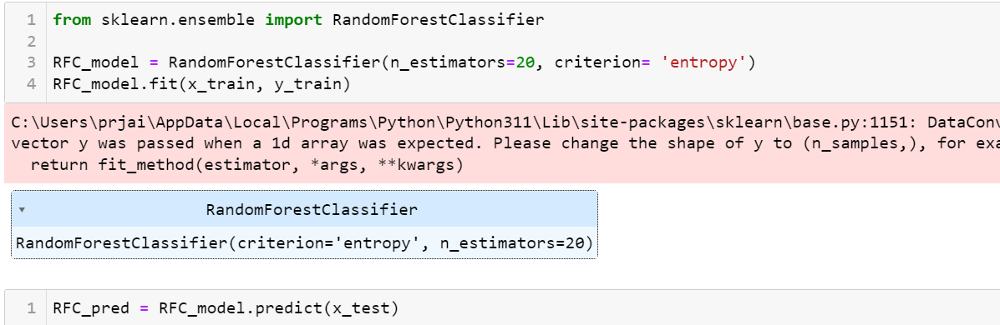 1 from sklearn.ensemble import RandomForestClassifier
2
3 RFC_model = RandomForestClassifier(n_estimators=20, criterion= 'entropy')
4 RFC_model.fit(x_train, y_train)
C:\Users\prjai\AppData\Local\Programs\Python\Python311\Lib\site-packages\sklearn\base.py:1151: DataConv
vector y was passed when a 1d array was expected. Please change the shape of y to (n_samples,), for exa
return fit_method(estimator, *args, **kwargs)
RandomForestClassifier
RandomForestClassifier(criterion='entropy', n_estimators=20)
1 RFC_pred = RFC_model.predict(x_test)